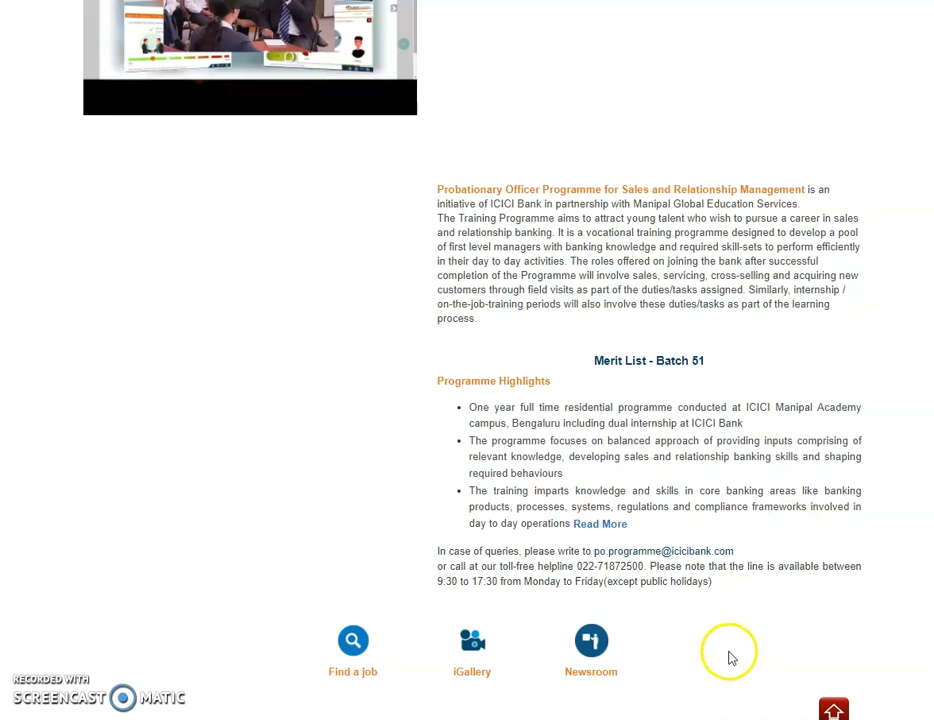 Probationary Officer Programme for Sales and Relationship Management is an
initiative of ICICI Bank in partnership with Manipal Global Education Services.
The Training Programme aims to attract young talent who wish to pursue a career in sales
and relationship banking. It is a vocational training programme designed to develop a pool
of first level managers with banking knowledge and required skill-sets to perform efficiently
in their day to day activities. The roles offered on joining the bank after successful
completion of the Programme will involve sales, servicing, cross-selling and acquiring new
customers through field visits as part of the duties/tasks assigned. Similarly, internship /
on-the-job-training periods will also involve these duties/tasks as part of the learning
process.
Merit List - Batch 51
Programme Highlights
• One year full time residential programme conducted at ICICI Manipal Academy
campus, Bengaluru including dual internship at ICICI Bank
• The programme focuses on balanced approach of providing inputs comprising of
relevant knowledge, developing sales and relationship banking skills and shaping
required behaviours
• The training imparts knowledge and skills in core banking areas like banking
products, processes, systems, regulations and compliance frameworks involved in
day to day operations Read More
In case of queries, please write to po.programme@icicibank.com
or call at our toll-free helpline 022-71872500. Please note that the line is available between
9:30 to 17:30 from Monday to Friday(except public holidays)
Find a job
iGallery
Newsroom
RECORDED WITH
SCREENCAST MATIC